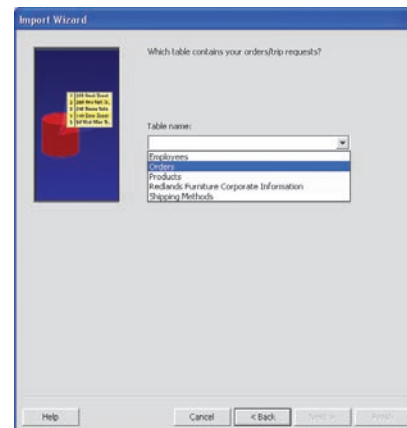 Import Wizard
Which table contains your orders/trip requests?
Table name:
Employees
Orders
Products
Redlands Furniture Corporate Information
Shipping Methods
Help
Cancel
< Back
Next >
Finish